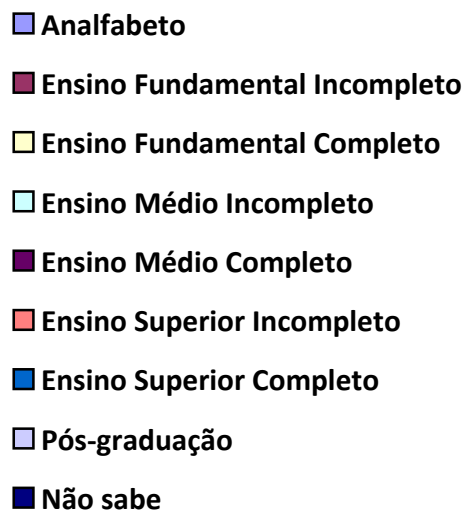 Analfabeto
Ensino Fundamental Incompleto
Ensino Fundamental Completo
Ensino Médio Incompleto
Ensino Médio Completo
Ensino Superior Incompleto
Ensino Superior Completo
Pós-graduação
Não sabe